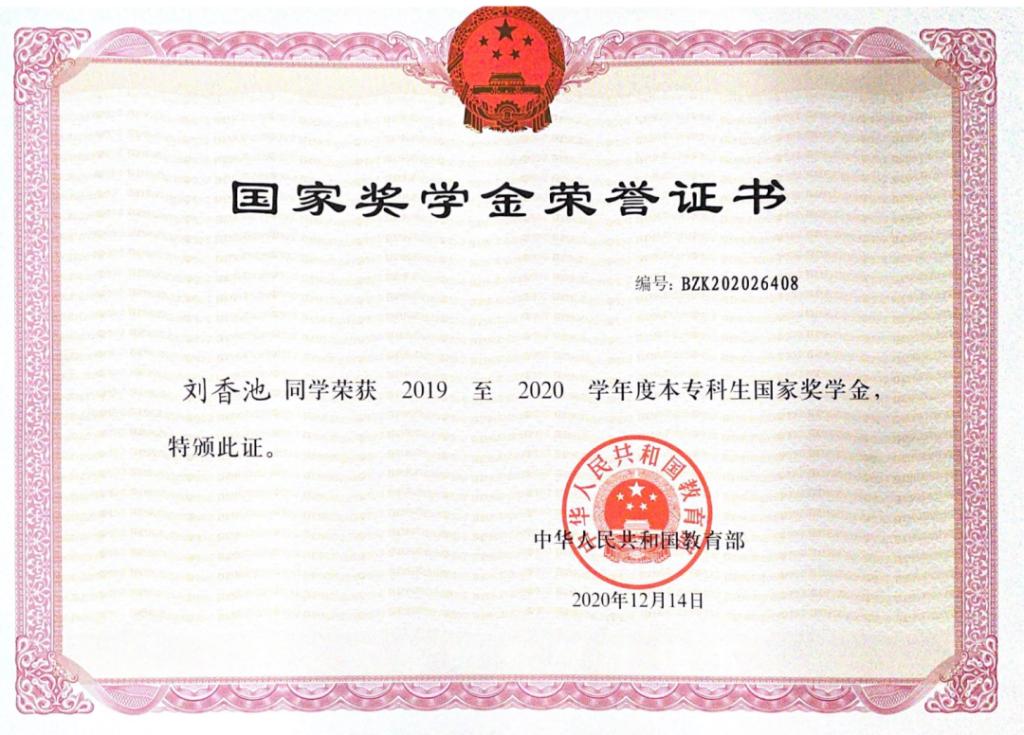 国家奖学金荣誉证书
编号: BZK202026408
刘香池 同学荣获 2019 至 2020 学年度本专科生国家奖学金，
特颁此证。
中华人民共和国教育部
中华人民共和国教育部
2020年12月14日